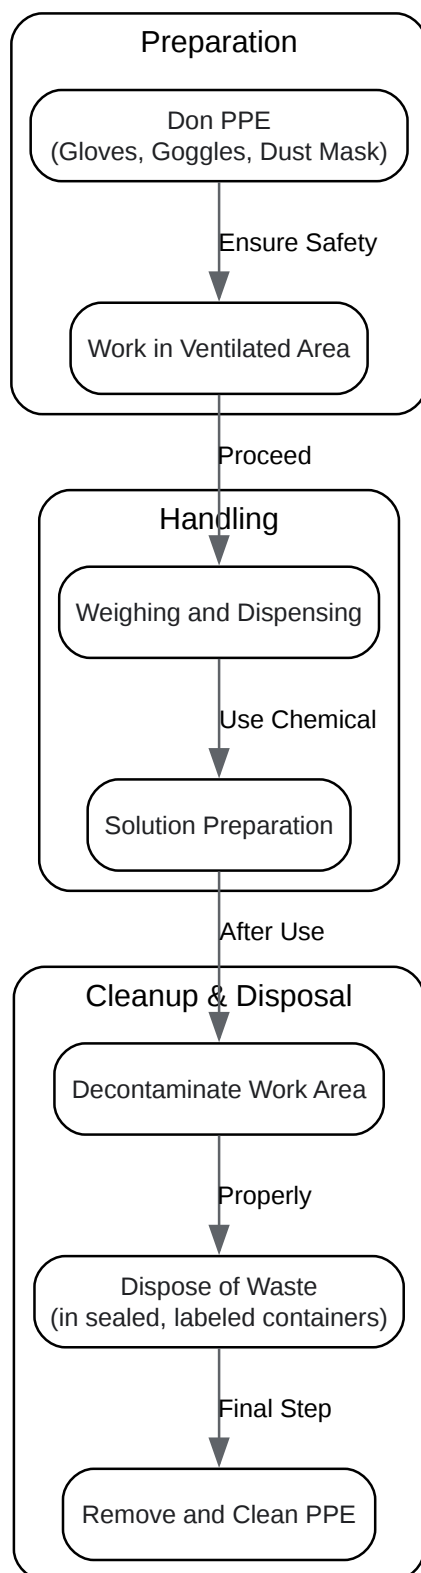 Preparation
Don PPE
(Gloves, Goggles, Dust Mask)
Ensure Safety
Work in Ventilated Area
Proceed
Handling
Weighing and Dispensing
Use Chemical
Solution Preparation
After Use
Cleanup & Disposal
Decontaminate Work Area
Properly
Dispose of Waste
(in sealed, labeled containers)
Final Step
Remove and Clean PPE